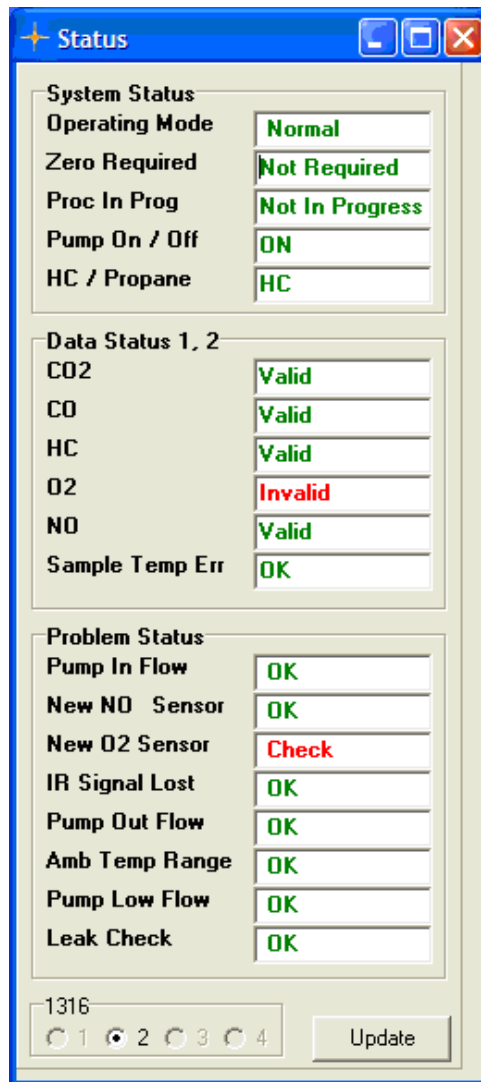 Status
System Status
Operating Mode Normal
Zero Required Not Required
Proc In Prog Not In Progress
Pump On / Off ON
HC / Propane HC
Data Status 1, 2
CO2 Valid
CO Valid
HC Valid
O2 Invalid
NO Valid
Sample Temp Err OK
Problem Status
Pump In Flow OK
New NO Sensor OK
New O2 Sensor Check
IR Signal Lost OK
Pump Out Flow OK
Amb Temp Range OK
Pump Low Flow OK
Leak Check OK
1316
1 2 3 4 Update